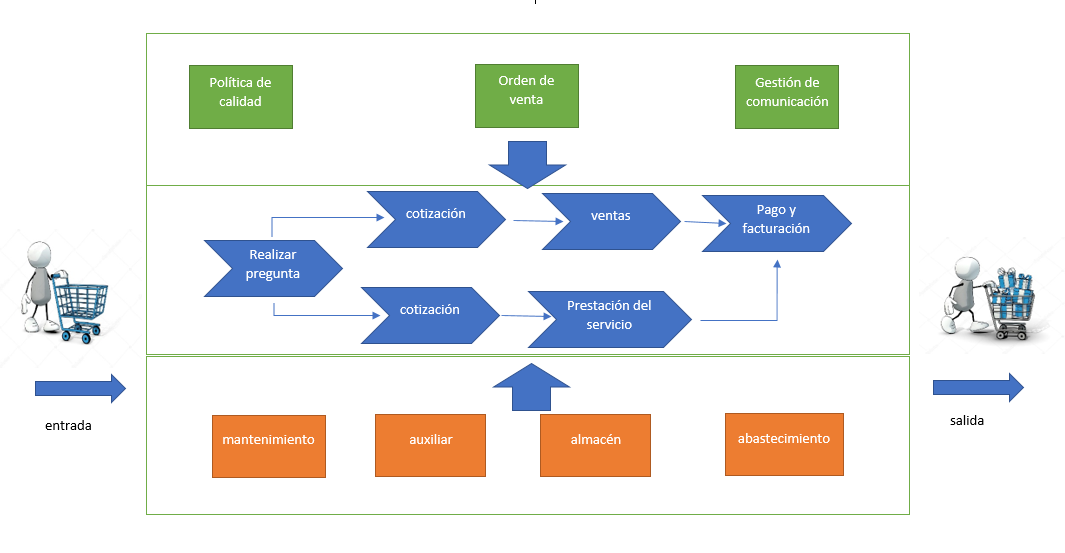 Política de
calidad
Orden de
venta
Gestión de
comunicación
cotización
ventas
Pago y
facturación
Realizar
pregunta
cotización
Prestación del
servicio
entrada
salida
mantenimiento
auxiliar
almacén
abastecimiento